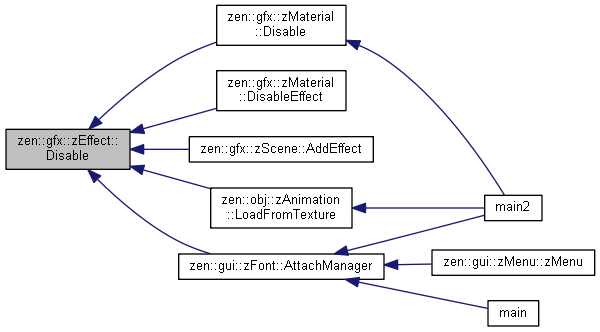 zen::gfx::zMaterial
::Disable
zen::gfx::zMaterial
::DisableEffect
zen::gfx::zEffect::
Disable
zen::gfx::zScene::AddEffect
zen::obj::zAnimation
::LoadFromTexture
main2
zen::gui::zFont::AttachManager
zen::gui::zMenu::zMenu
main